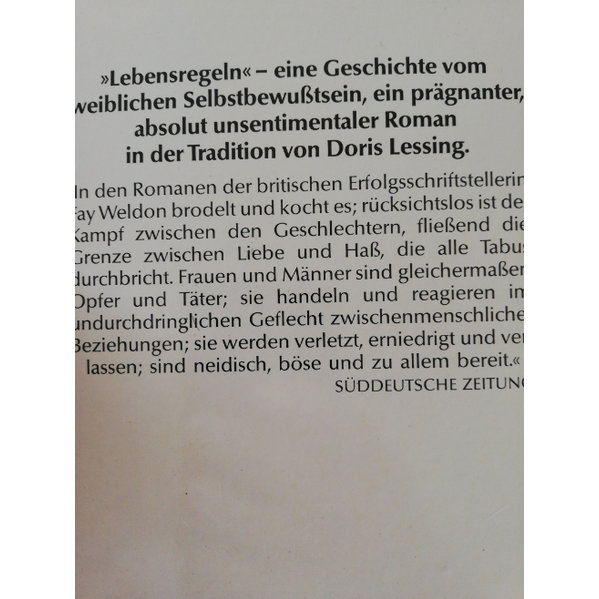 »Lebensregeln« – eine Geschichte vom
weiblichen Selbstbewußtsein, ein prägnanter,
absolut unsentimentaler Roman
in der Tradition von Doris Lessing.
In den Romanen der britischen Erfolgsschriftstellerin
Fay Weldon brodelt und kocht es; rücksichtslos ist de
Kampf zwischen den Geschlechtern, fließend die
Grenze zwischen Liebe und Haß, die alle Tabus
durchbricht. Frauen und Männer sind gleichermaßen
Opfer und Täter; sie handeln und reagieren im
undurchdringlichen Geflecht zwischenmenschliche
Beziehungen; sie werden verletzt, erniedrigt und ver
lassen; sind neidisch, böse und zu allem bereit.«
SÜDDEUTSCHE ZEITUNG